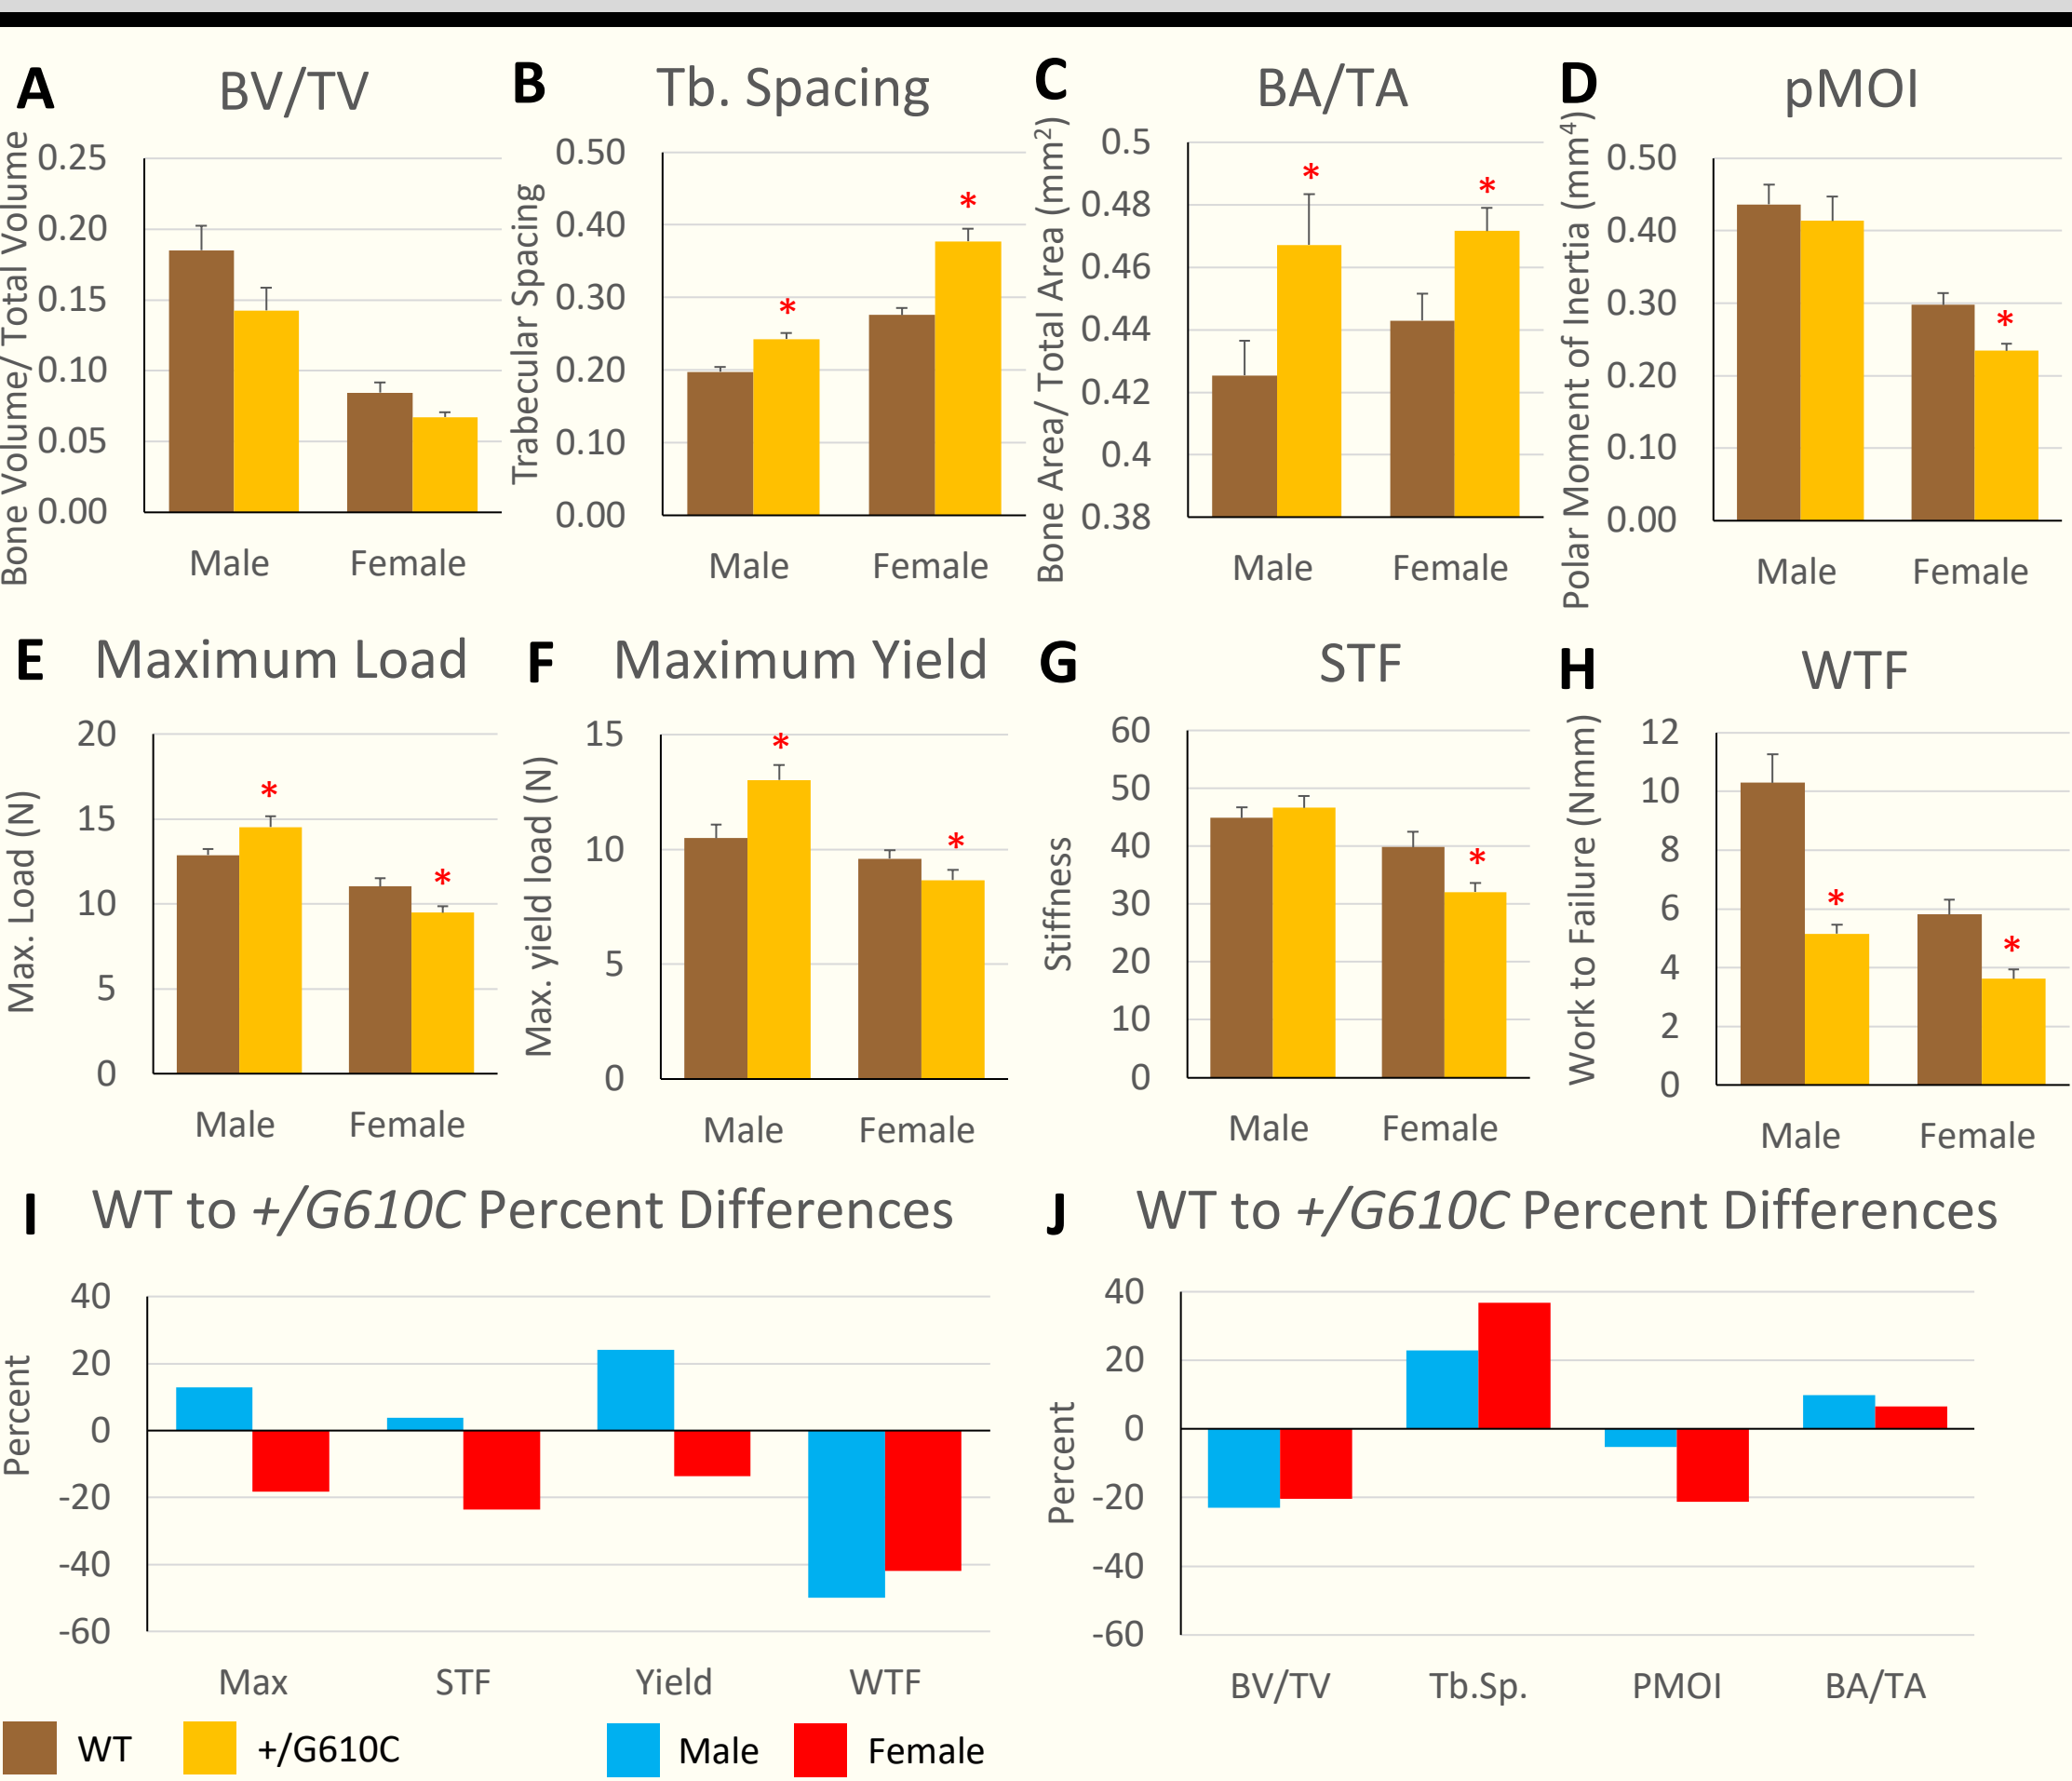 A BV/TV
Bone Volume/ Total Volume
0.25
0.20
0.15
0.10
0.05
0.00
Male Female
B Tb. Spacing
Trabecular Spacing
0.50
0.40
0.30
0.20
0.10
0.00
*
*
Male Female
C BA/TA
Bone Area/ Total Area (mm²)
0.5
0.48
0.46
0.44
0.42
0.4
0.38
*
*
Male Female
D pMOI
Polar Moment of Inertia (mm⁴)
0.50
0.40
0.30
0.20
0.10
0.00
*
Male Female
E Maximum Load
Max. Load (N)
20
15
10
5
0
*
*
Male Female
F Maximum Yield
Max. yield load (N)
15
10
5
0
*
*
Male Female
G STF
Stiffness
60
50
40
30
20
10
0
*
Male Female
H WTF
Work to Failure (Nmm)
12
10
8
6
4
2
0
*
*
Male Female
I WT to +/G610C Percent Differences
Percent
40
20
0
-20
-40
-60
Max STF Yield WTF
J WT to +/G610C Percent Differences
Percent
40
20
0
-20
-40
-60
BV/TV Tb.Sp. PMOI BA/TA
WT +/G610C Male Female